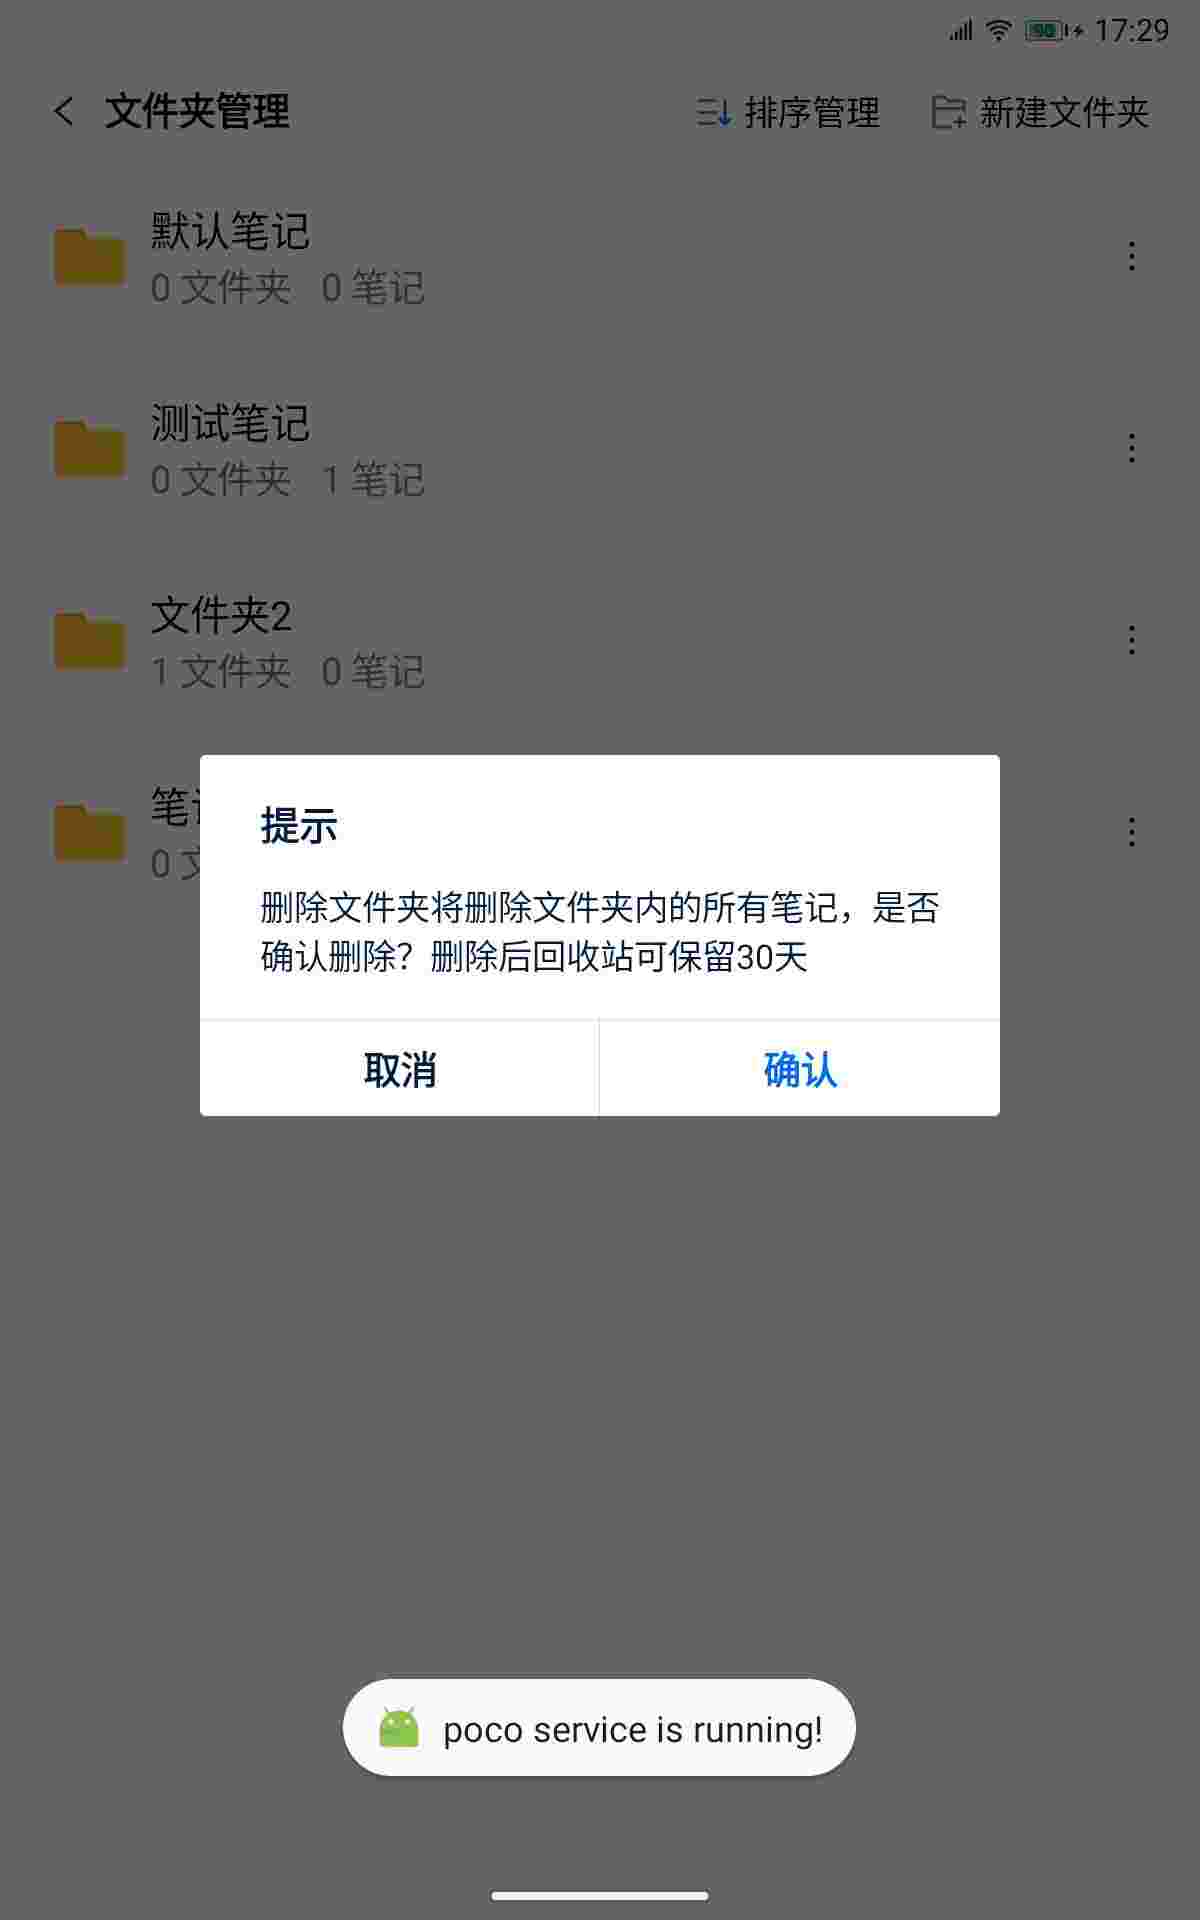 90 17:29
文件夹管理 排序管理 新建文件夹
默认笔记
0 文件夹 0 笔记
测试笔记
0 文件夹 1 笔记
文件夹2
1 文件夹 0 笔记
笔
0
提示
删除文件夹将删除文件夹内的所有笔记，是否
确认删除？删除后回收站可保留30天
取消 确认
poco service is running!